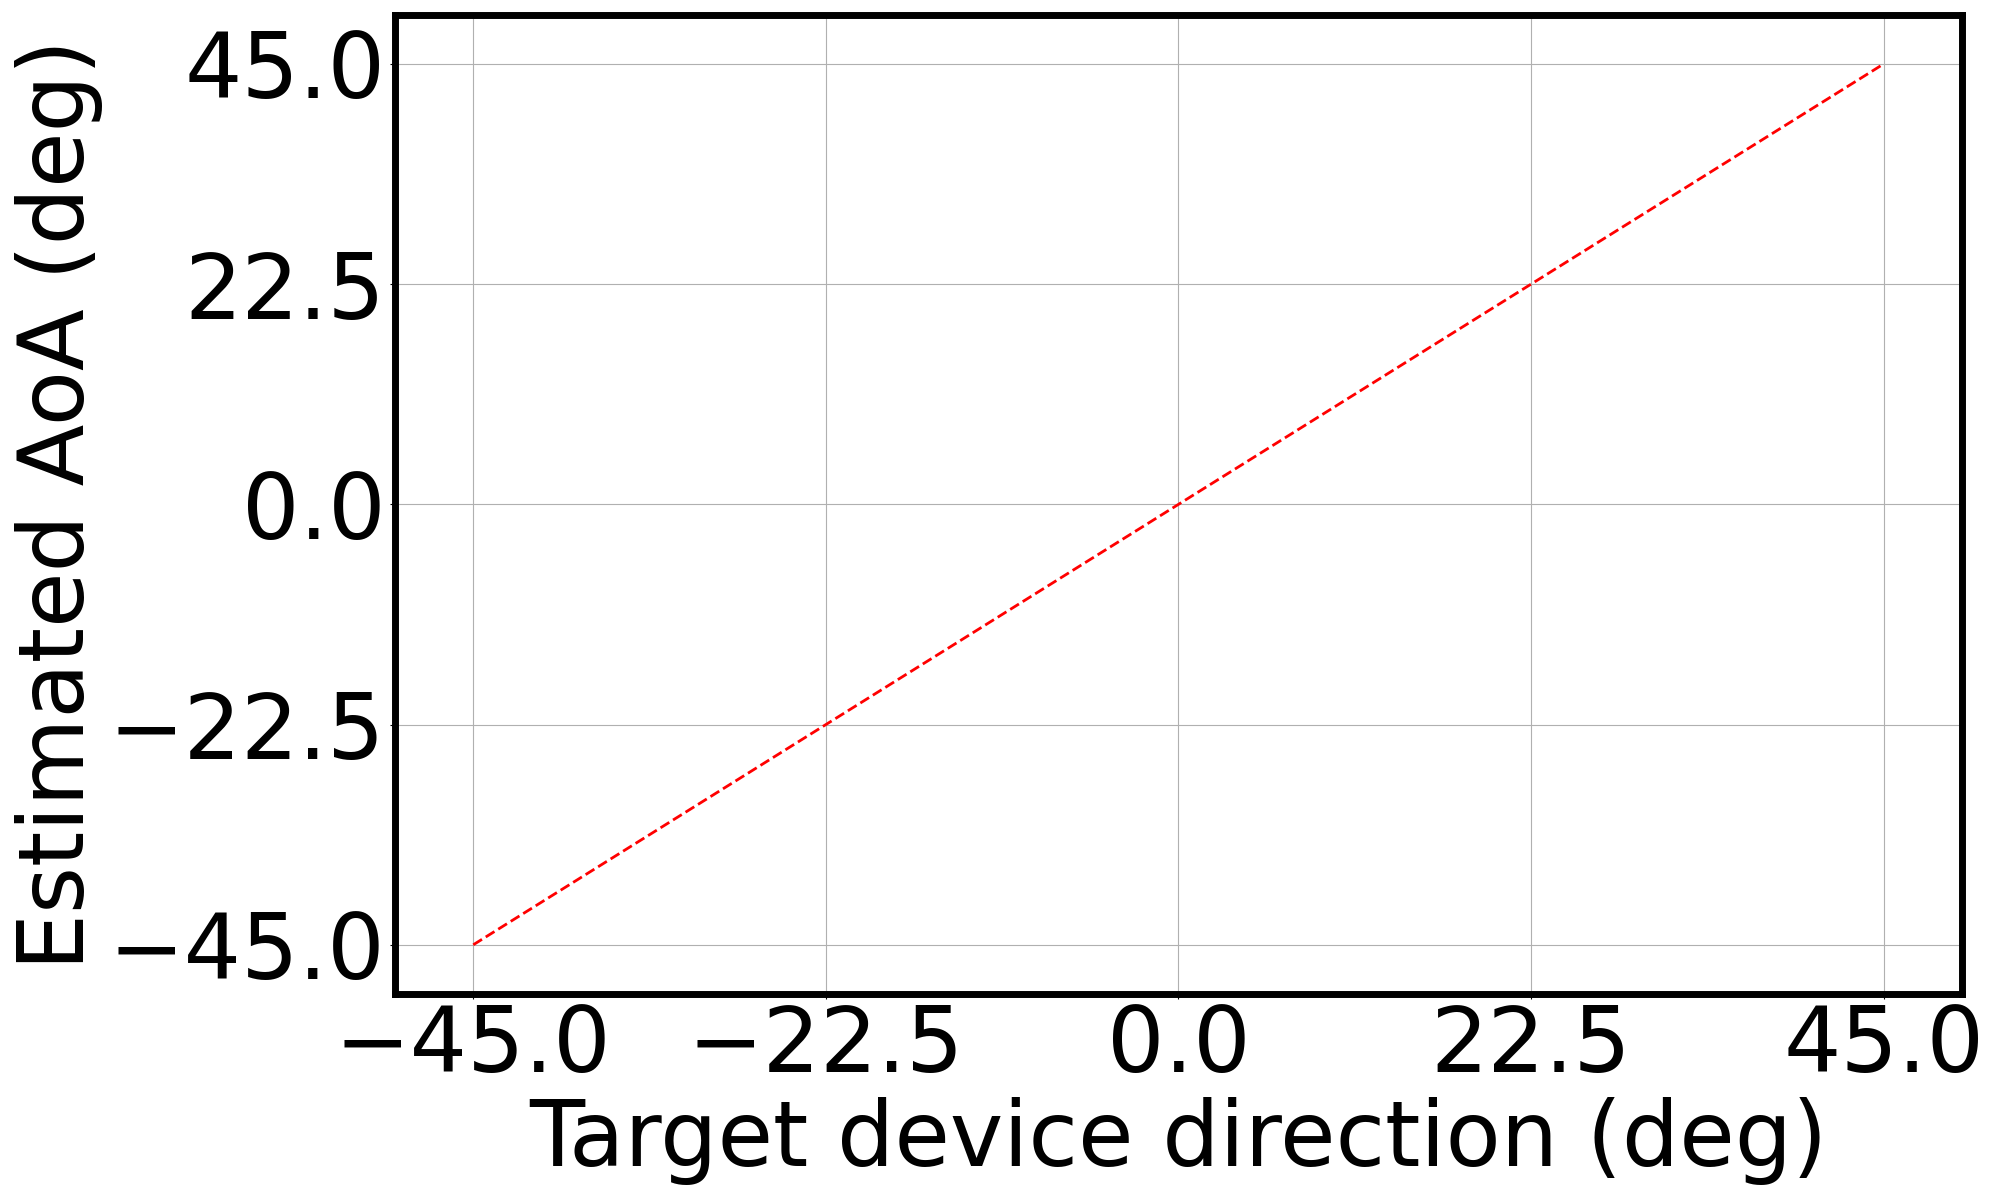 Estimated AoA (deg)
45.0
22.5
0.0
−22.5
−45.0
−45.0 −22.5 0.0 22.5 45.0
Target device direction (deg)